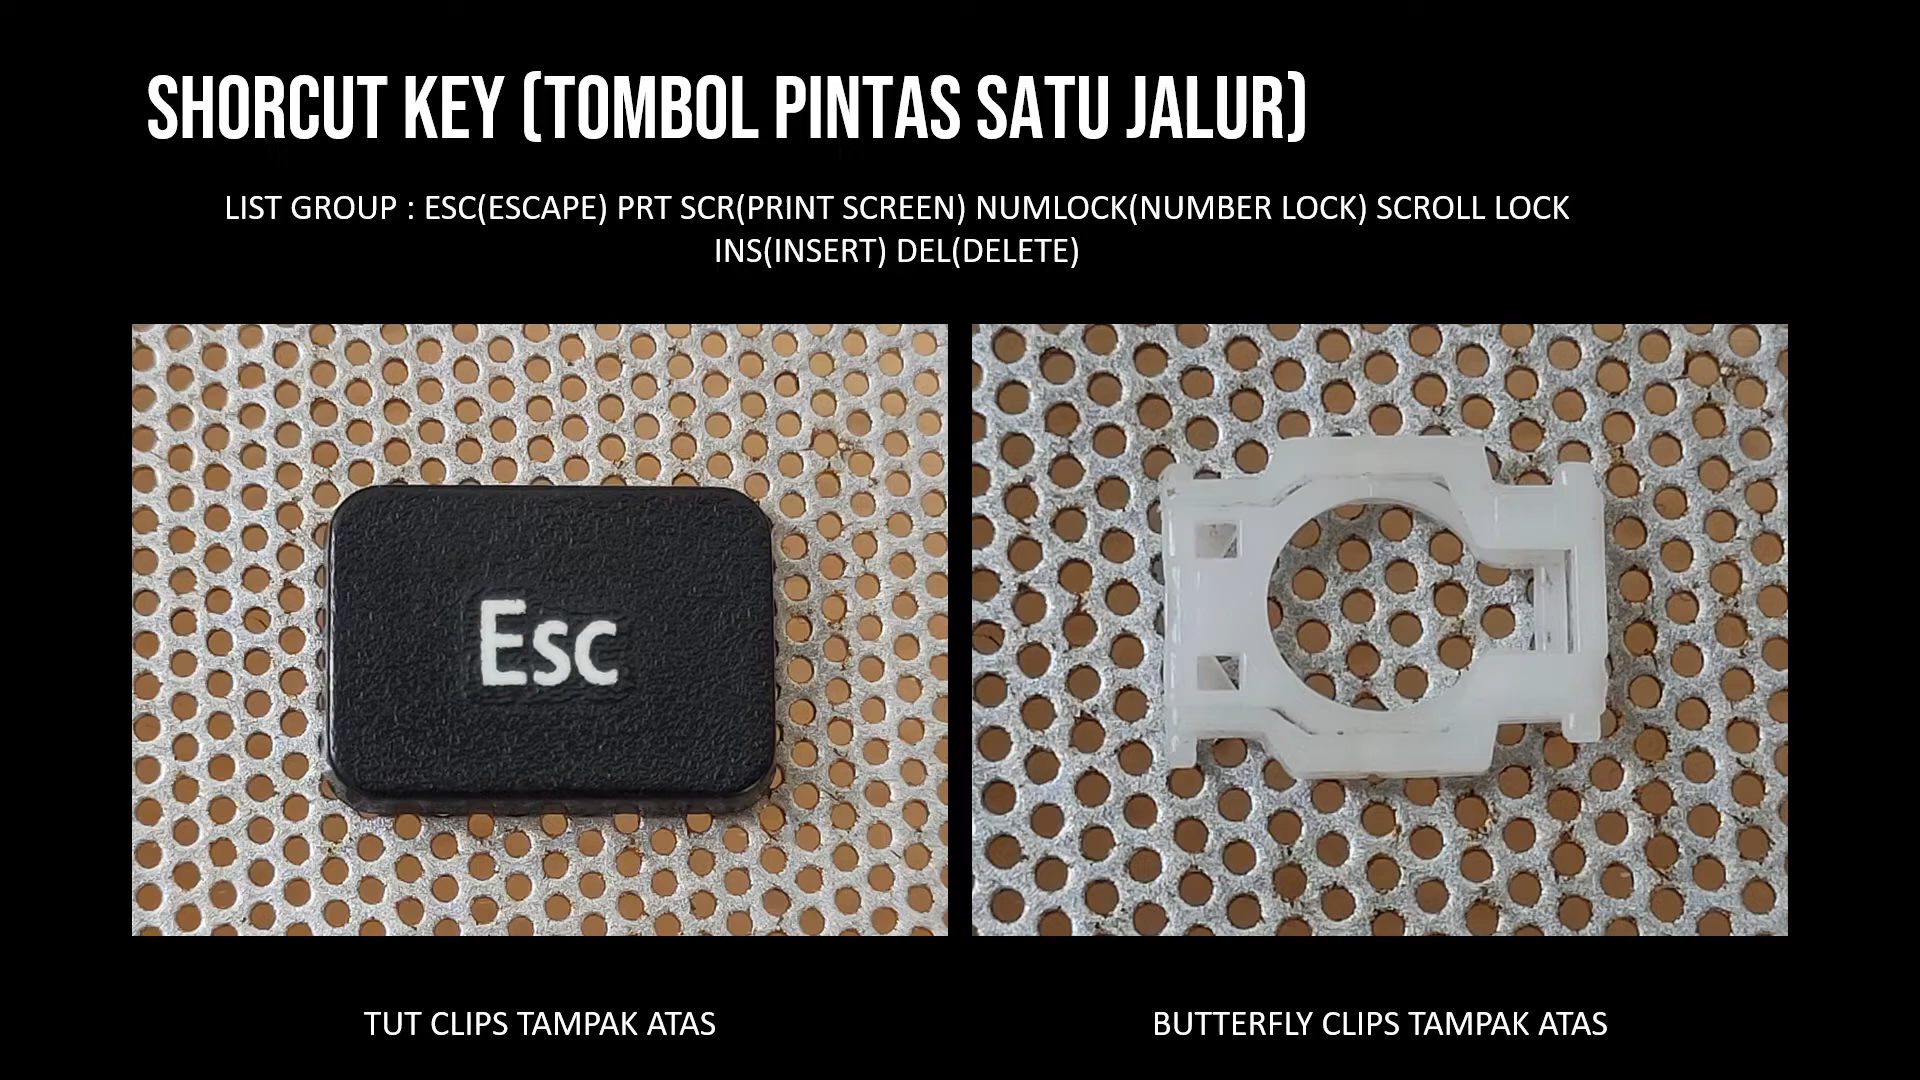 SHORCUT KEY (TOMBOL PINTAS SATU JALUR)
LIST GROUP : ESC(ESCAPE) PRT SCR(PRINT SCREEN) NUMLOCK(NUMBER LOCK) SCROLL LOCK
INS(INSERT) DEL(DELETE)
Esc
TUT CLIPS TAMPAK ATAS
BUTTERFLY CLIPS TAMPAK ATAS